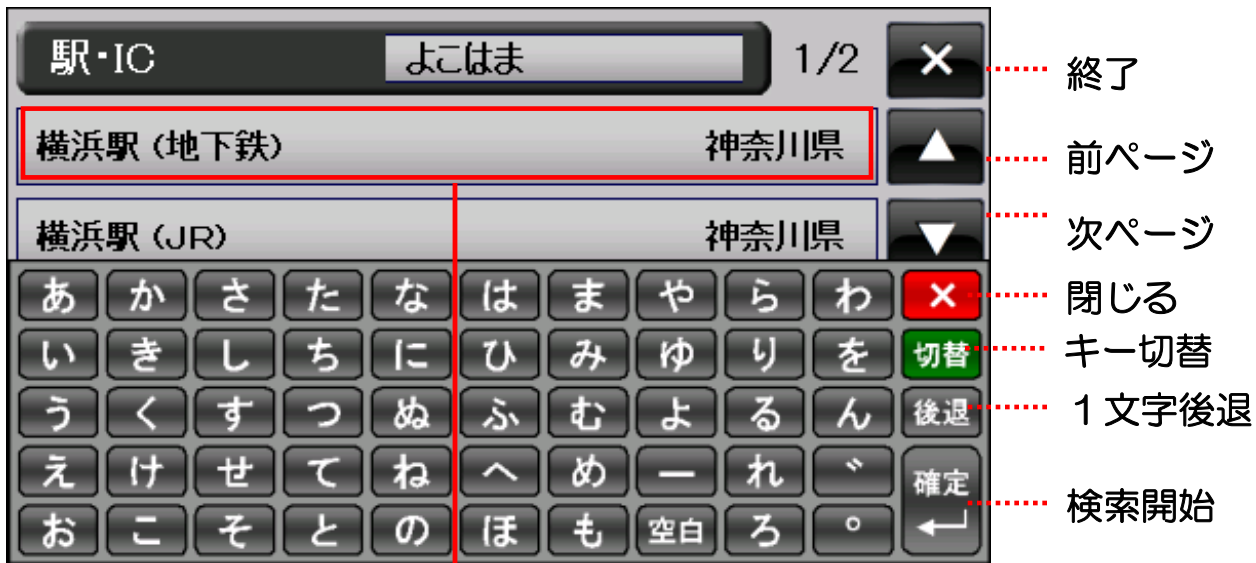 駅・IC よこはま 1/2 ×
終了
横浜駅 (地下鉄) 神奈川県 ▲
前ページ
横浜駅 (JR) 神奈川県 ▼
次ページ
あ か さ た な は ま や ら わ ×
閉じる
い き し ち に ひ み ゆ り を 切替
キー切替
う く す つ ぬ ふ む よ る ん 後退
1文字後退
え け せ て ね へ め ー れ ゛ 確定
お こ そ と の ほ も 空白 ろ ゜
検索開始